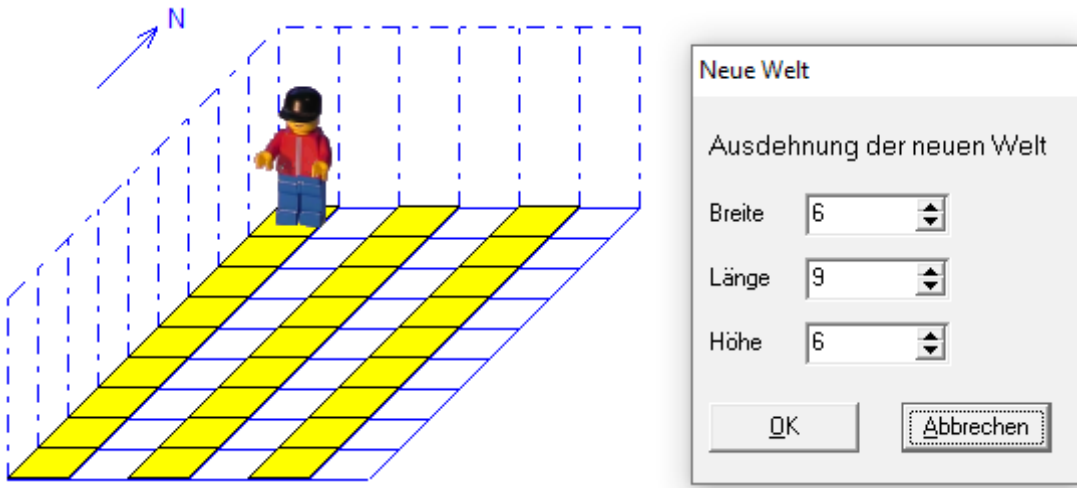 N
Neue Welt
Ausdehnung der neuen Welt
Breite 6
Länge 9
Höhe 6
OK Abbrechen